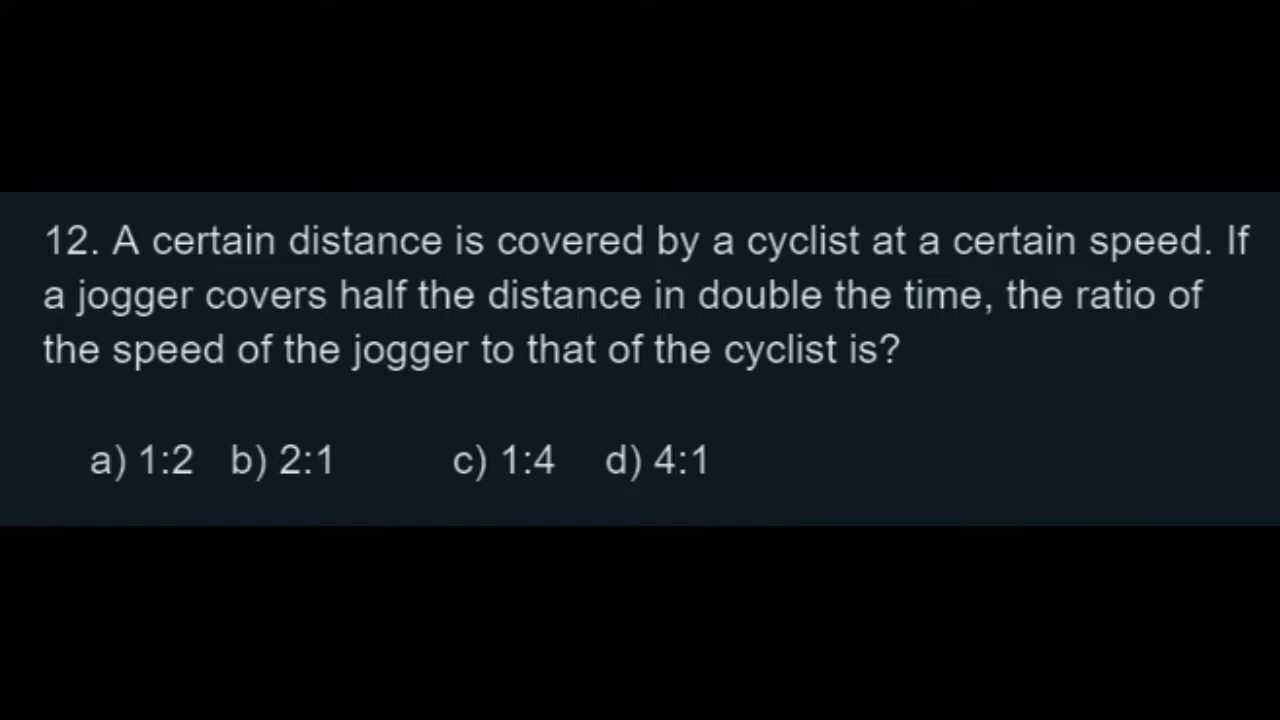 12. A certain distance is covered by a cyclist at a certain speed. If
a jogger covers half the distance in double the time, the ratio of
the speed of the jogger to that of the cyclist is?
a) 1:2 b) 2:1 c) 1:4 d) 4:1